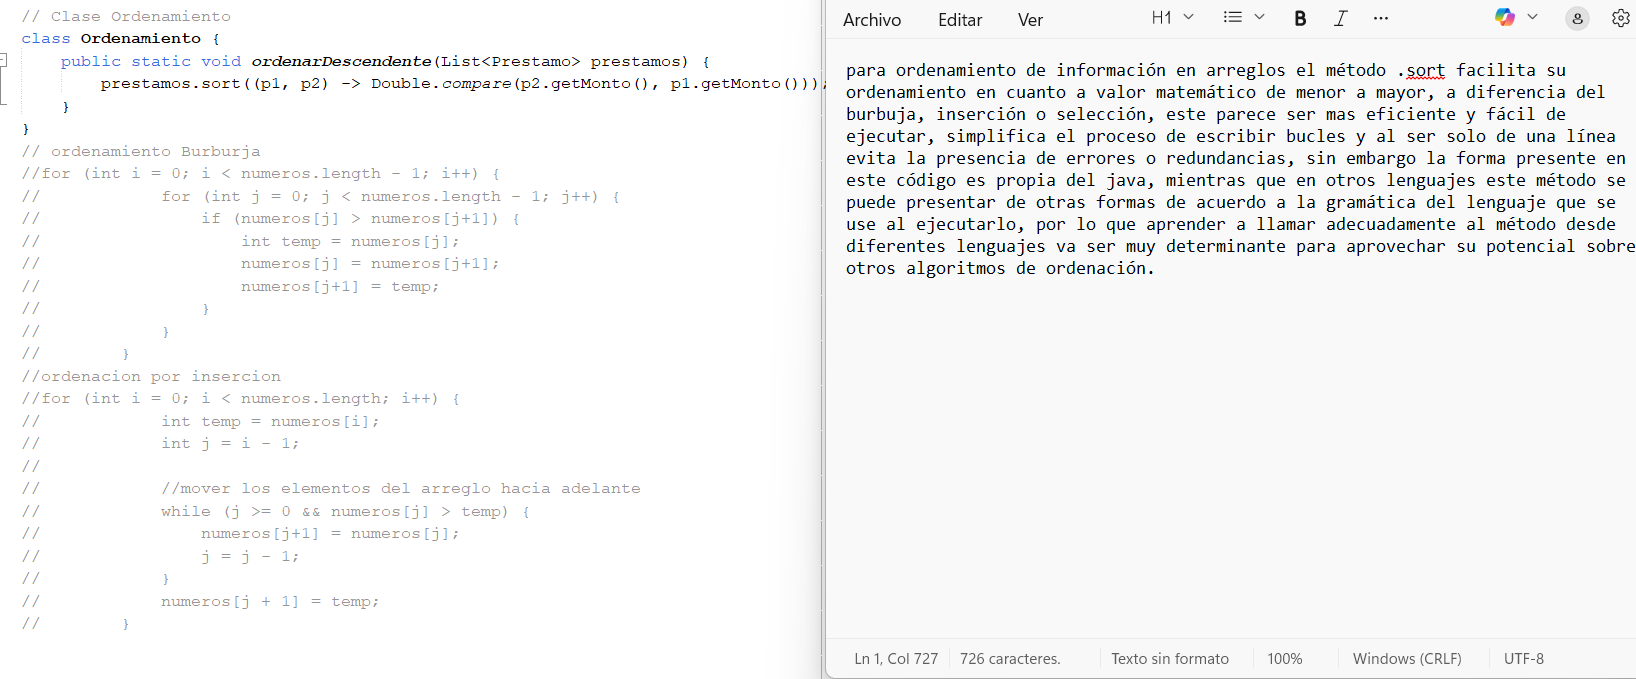 // Clase Ordenamiento
class Ordenamiento {
    public static void ordenarDescendente(List<Prestamo> prestamos) {
        prestamos.sort((p1, p2) -> Double.compare(p2.getMonto(), p1.getMonto()));
    }
}
// ordenamiento Burburja
//for (int i = 0; i < numeros.length - 1; i++) {
//            for (int j = 0; j < numeros.length - 1; j++) {
//                if (numeros[j] > numeros[j+1]) {
//                    int temp = numeros[j];
//                    numeros[j] = numeros[j+1];
//                    numeros[j+1] = temp;
//                }
//            }
//        }
//ordenacion por insercion
//for (int i = 0; i < numeros.length; i++) {
//            int temp = numeros[i];
//            int j = i - 1;
//
//            //mover los elementos del arreglo hacia adelante
//            while (j >= 0 && numeros[j] > temp) {
//                numeros[j+1] = numeros[j];
//                j = j - 1;
//            }
//            numeros[j + 1] = temp;
//        }
Archivo Editar Ver H1 B I ...
para ordenamiento de información en arreglos el método .sort facilita su
ordenamiento en cuanto a valor matemático de menor a mayor, a diferencia del
burbuja, inserción o selección, este parece ser mas eficiente y fácil de
ejecutar, simplifica el proceso de escribir bucles y al ser solo de una línea
evita la presencia de errores o redundancias, sin embargo la forma presente en
este código es propia del java, mientras que en otros lenguajes este método se
puede presentar de otras formas de acuerdo a la gramática del lenguaje que se
use al ejecutarlo, por lo que aprender a llamar adecuadamente al método desde
diferentes lenguajes va ser muy determinante para aprovechar su potencial sobre
otros algoritmos de ordenación.
Ln 1, Col 727 726 caracteres. Texto sin formato 100% Windows (CRLF) UTF-8